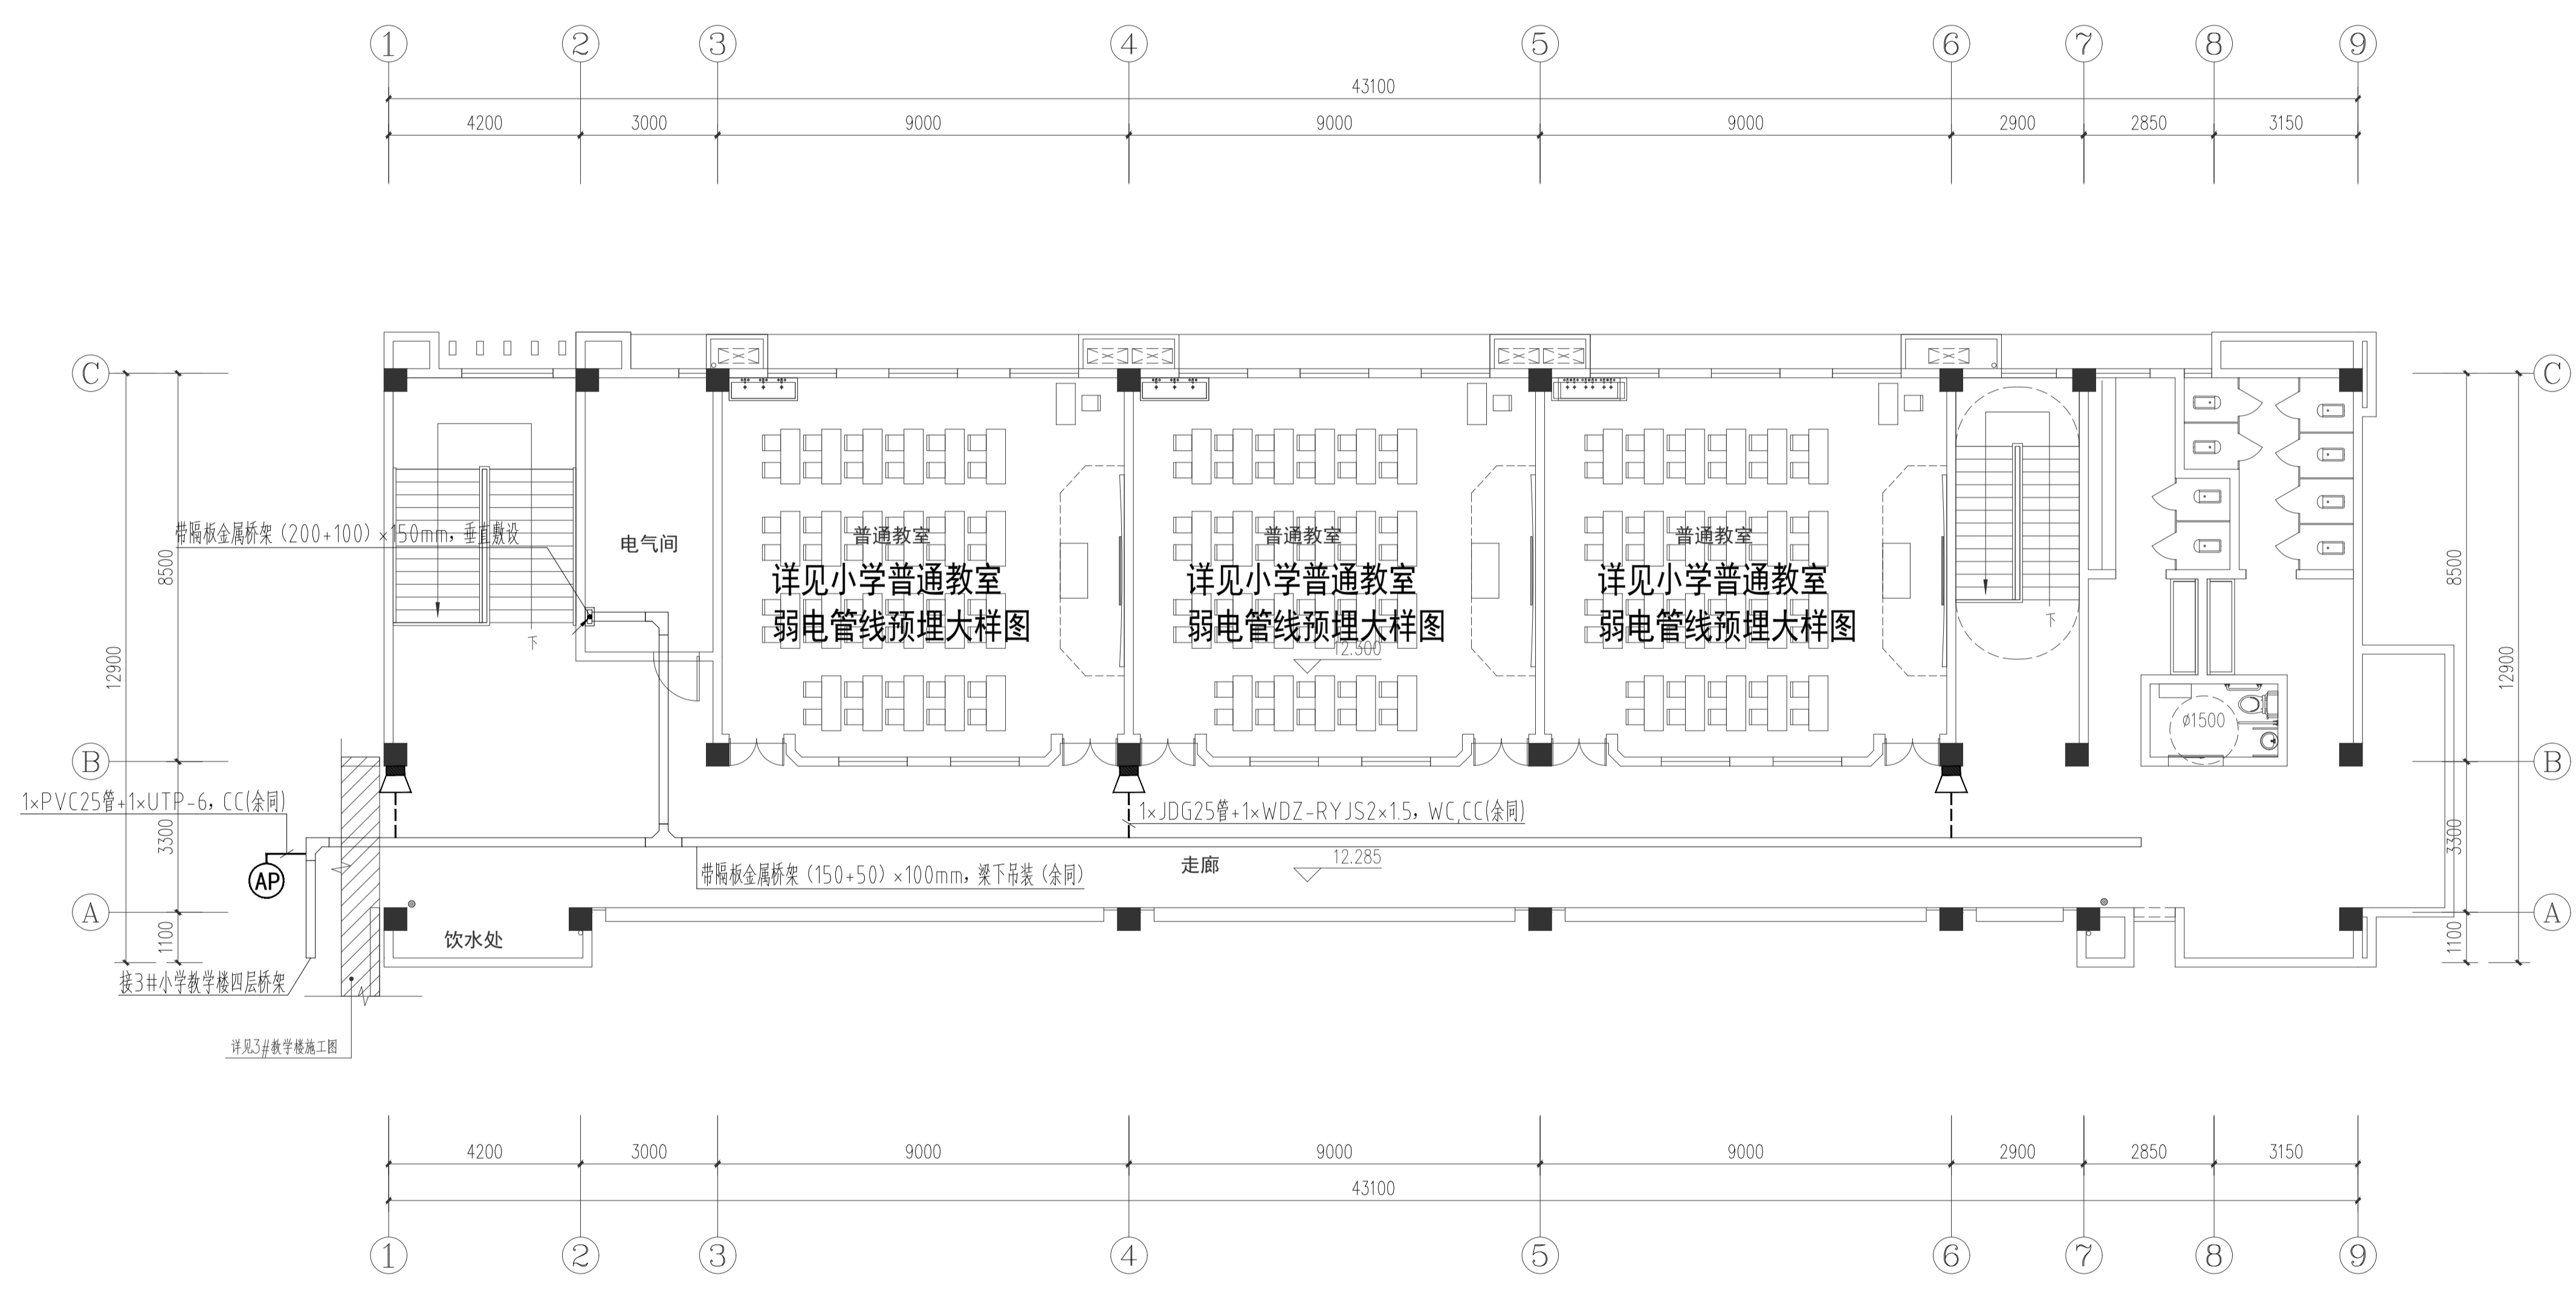 1 2 3 4 5 6 7 8 9
43100
4200 3000 9000 9000 9000 2900 2850 3150
C C
带隔板金属桥架（200+100）×150mm，垂直敷设
电气间
普通教室 普通教室 普通教室
详见小学普通教室 详见小学普通教室 详见小学普通教室
弱电管线预埋大样图 弱电管线预埋大样图 弱电管线预埋大样图
8500 8500
下 下
12.300
12900 12900
ø1500
B B
1×PVC25管+1×UTP-6，CC(余同)
1×JDG25管+1×WDZ-RYJS2×1.5，WC,CC(余同)
3300 3300
走廊
12.285
带隔板金属桥架（150+50）×100mm，梁下吊装（余同）
AP
A A
饮水处
1100 1100
接3#小学教学楼四层桥架
详见3#教学楼施工图
4200 3000 9000 9000 9000 2900 2850 3150
43100
1 2 3 4 5 6 7 8 9